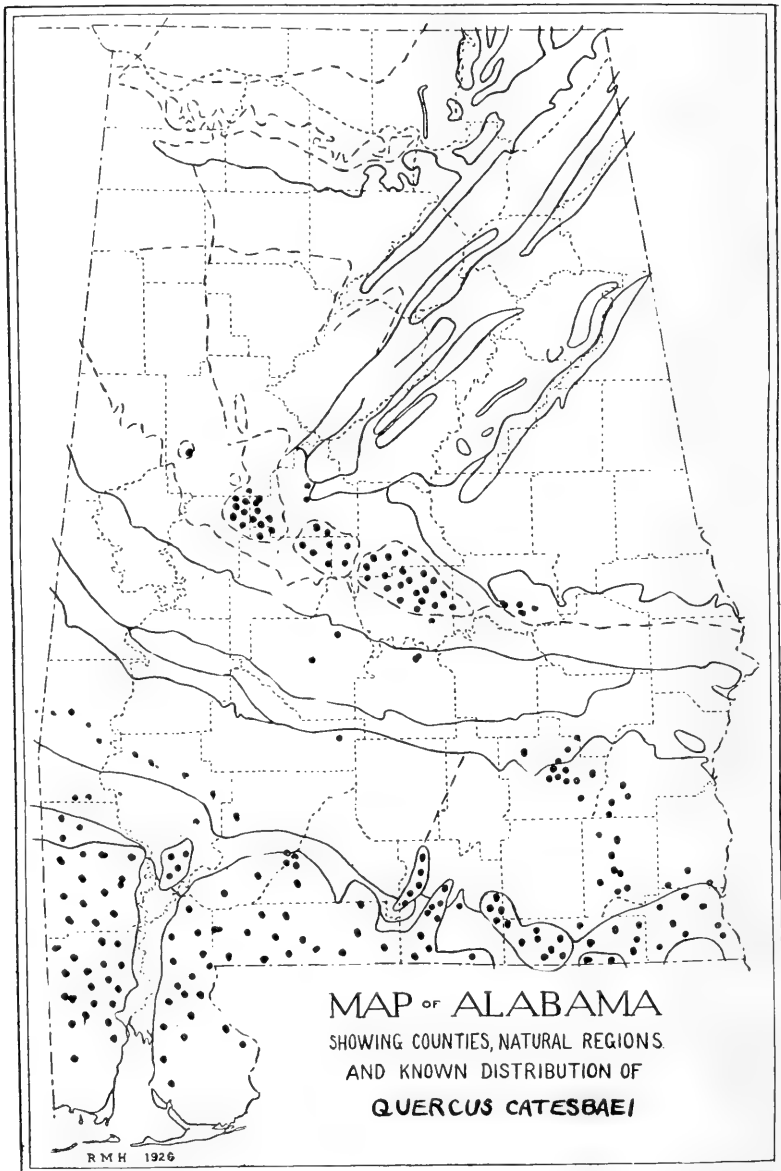 MAP OF ALABAMA
SHOWING COUNTIES, NATURAL REGIONS
AND KNOWN DISTRIBUTION OF
QUERCUS CATESBAEI
RMH 1926